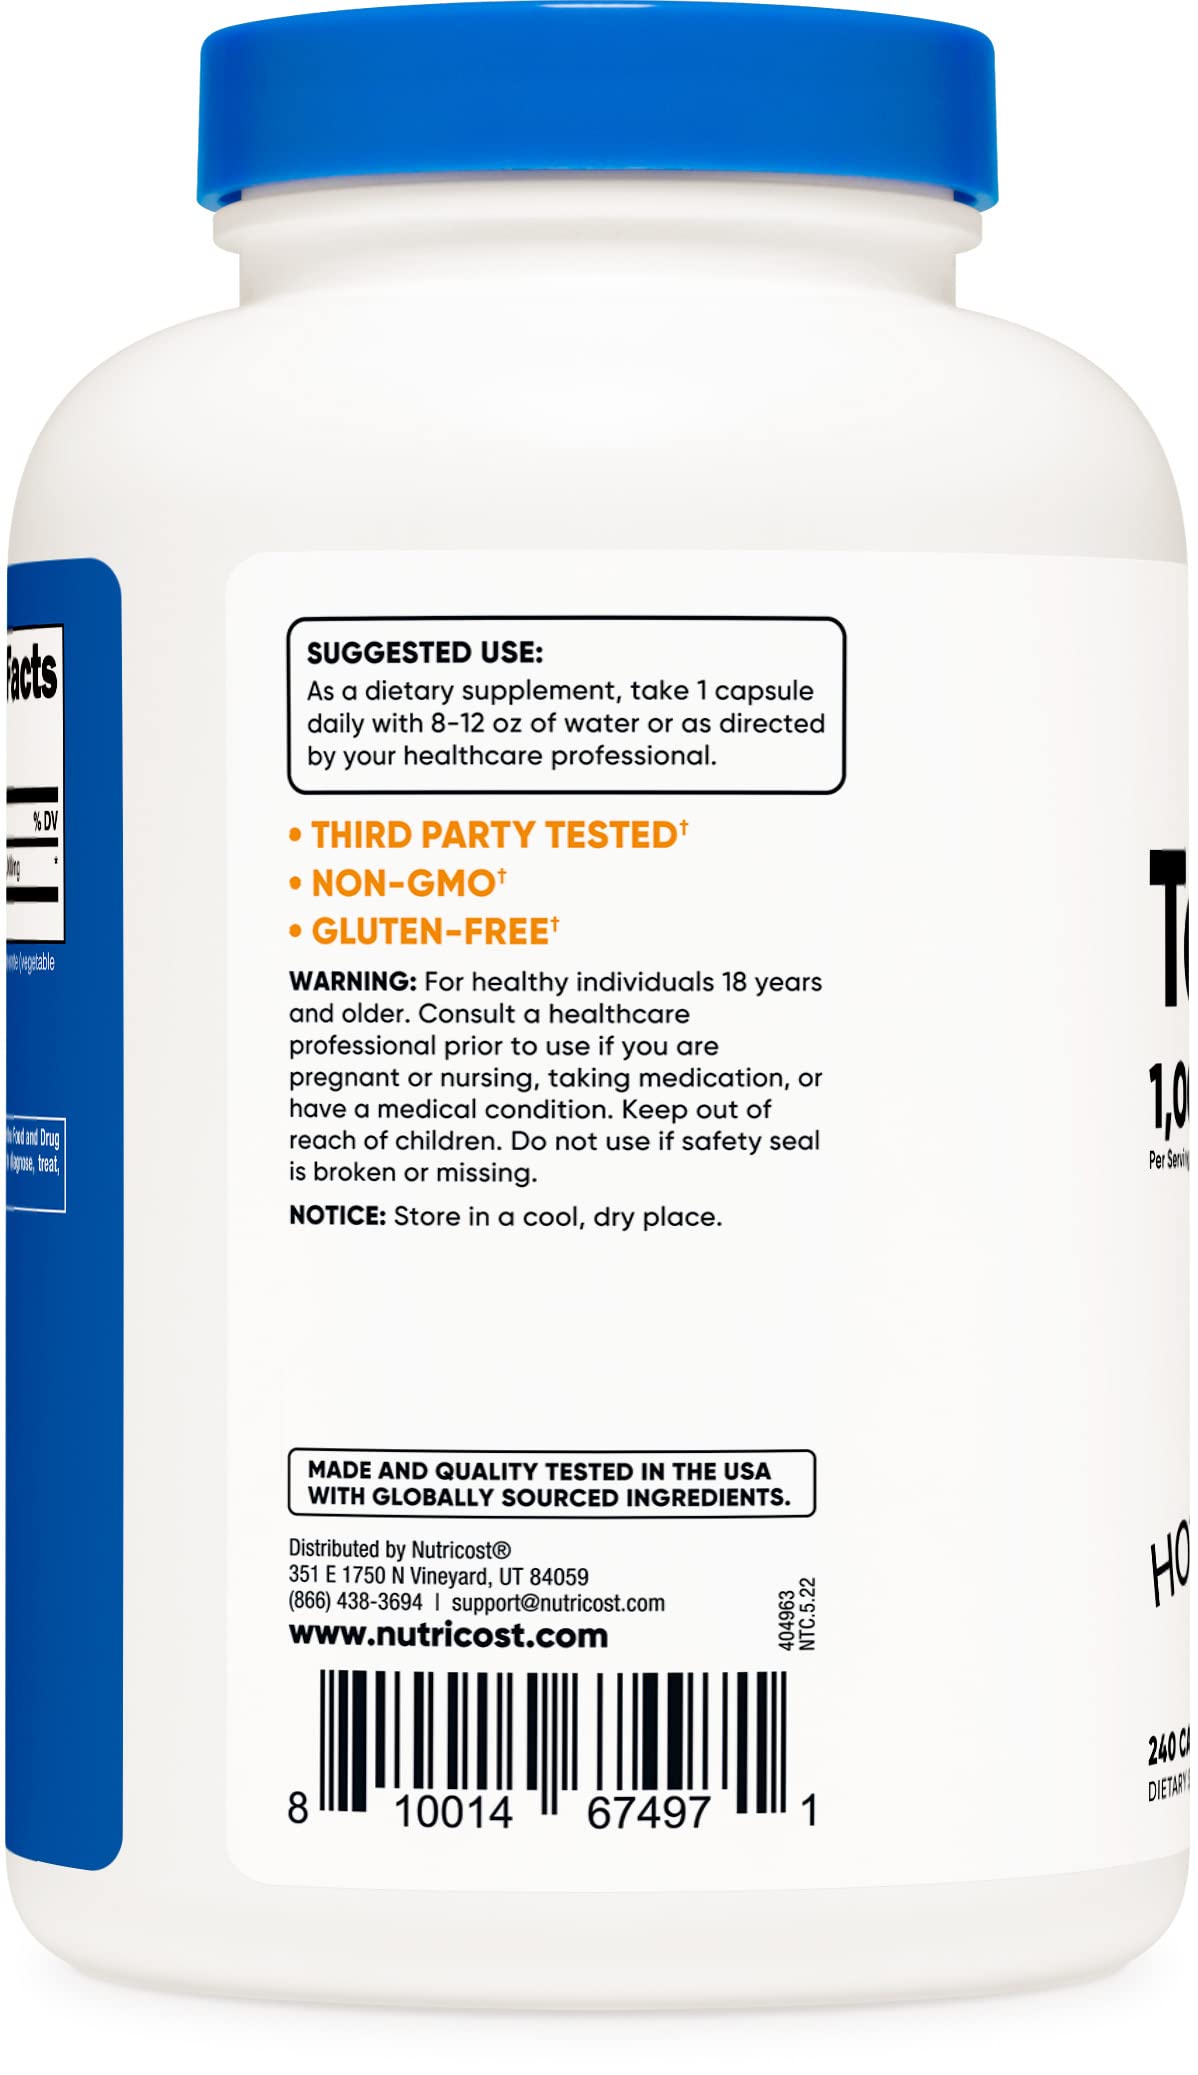 Facts
% DV
*
(vegetable
Food and Drug
diagnose, treat,
SUGGESTED USE:
As a dietary supplement, take 1 capsule
daily with 8-12 oz of water or as directed
by your healthcare professional.
• THIRD PARTY TESTED†
• NON-GMO†
• GLUTEN-FREE†
WARNING: For healthy individuals 18 years
and older. Consult a healthcare
professional prior to use if you are
pregnant or nursing, taking medication, or
have a medical condition. Keep out of
reach of children. Do not use if safety seal
is broken or missing.
NOTICE: Store in a cool, dry place.
MADE AND QUALITY TESTED IN THE USA
WITH GLOBALLY SOURCED INGREDIENTS.
Distributed by Nutricost®
351 E 1750 N Vineyard, UT 84059
(866) 438-3694 | support@nutricost.com
www.nutricost.com
404963
NTC.5.22
8 10014 67497 1
Per Serving
240
DIETARY